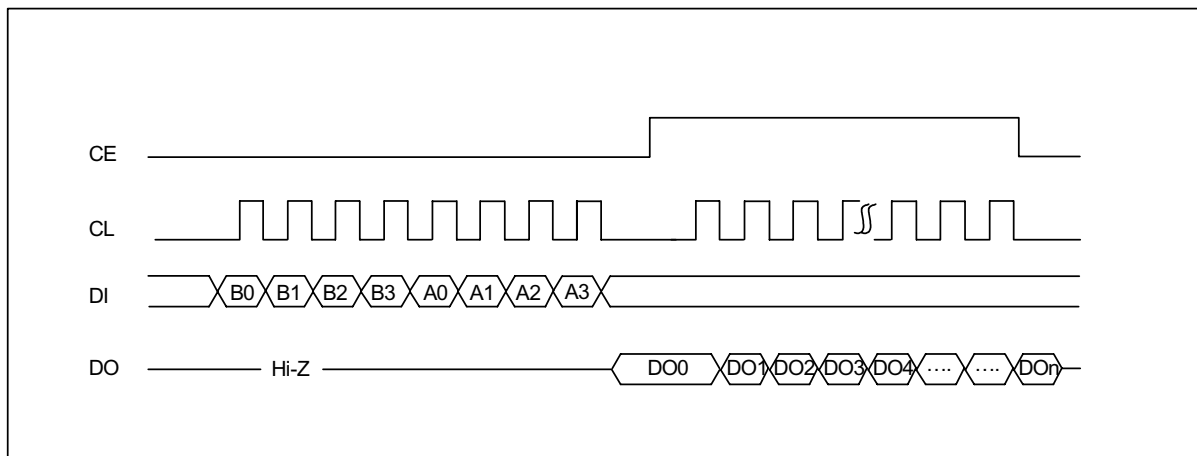 CE
CL
DI B0 B1 B2 B3 A0 A1 A2 A3
DO Hi-Z DO0 DO1 DO2 DO3 DO4 .... .... DOn